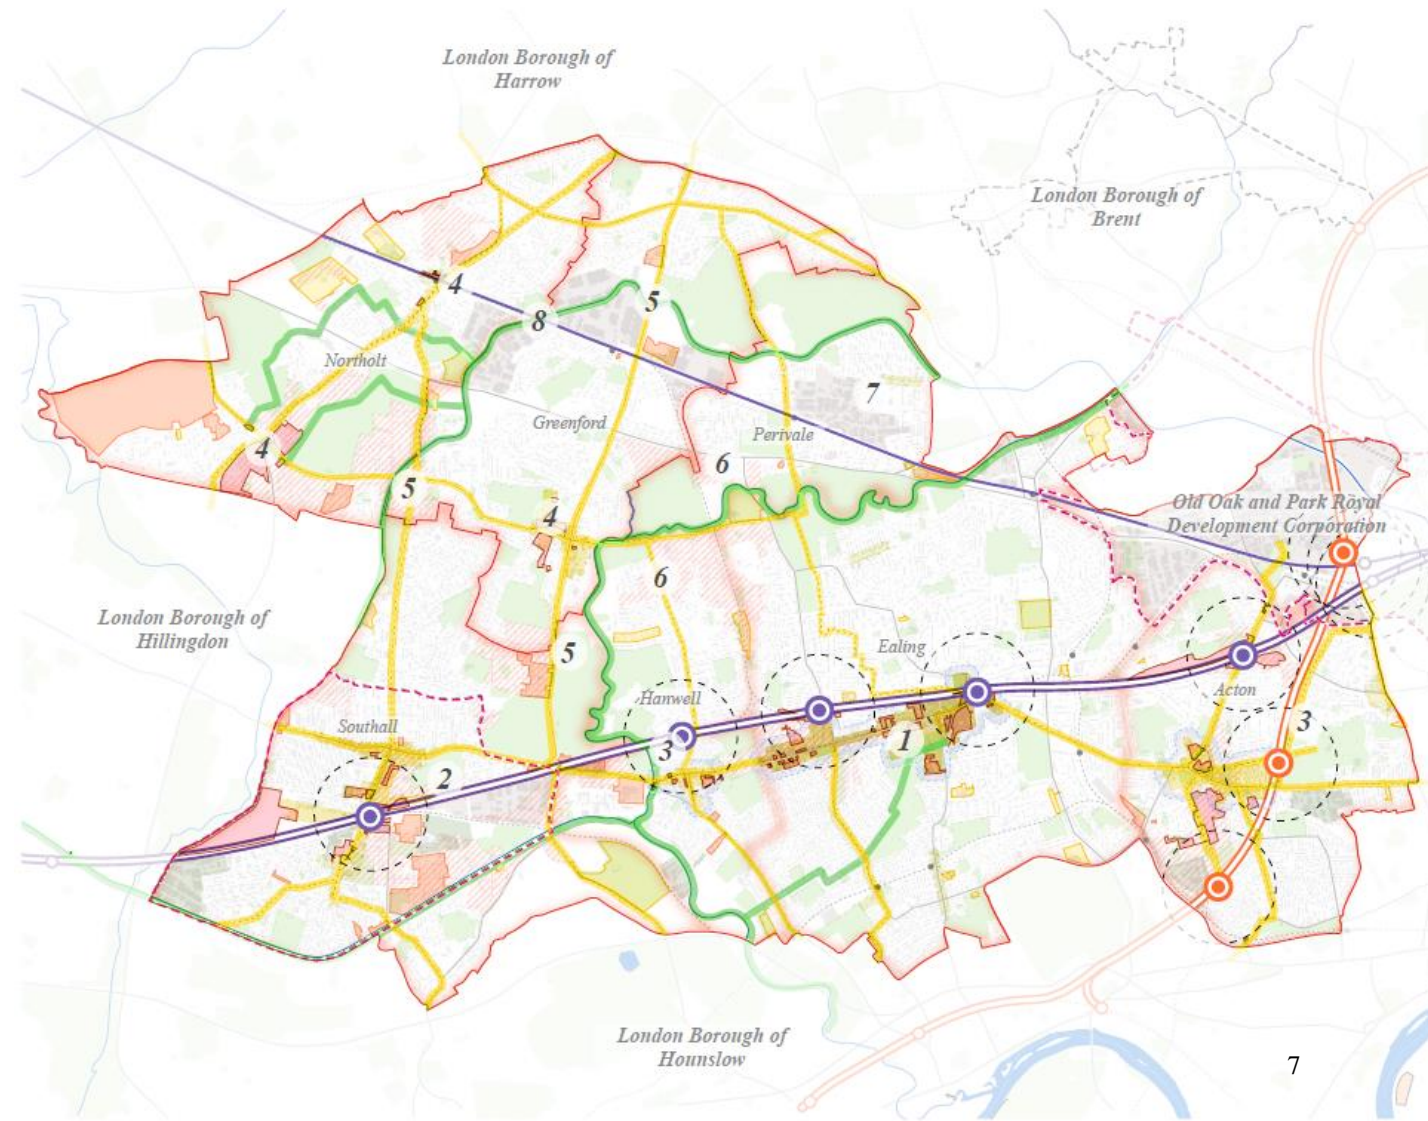 London Borough of
Harrow
London Borough of
Brent
4
8
5
Northolt
7
Greenford
Perivale
4
6
5
4
Old Oak and Park Royal
Development Corporation
6
London Borough of
Hillingdon
5
Ealing
Hanwell
Acton
Southall
3
1
3
2
London Borough of
Hounslow
7